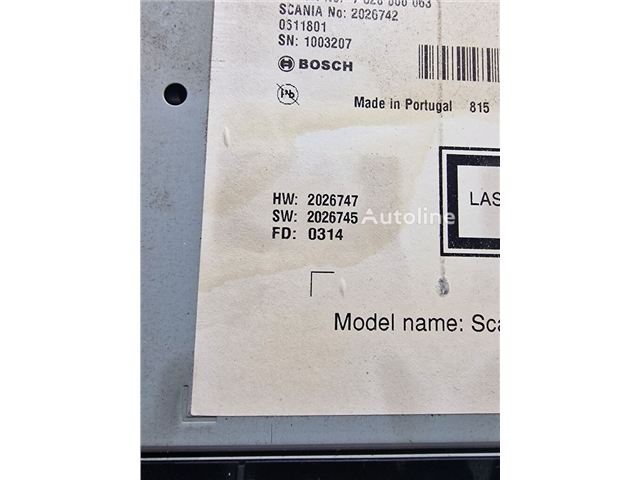 SCANIA No: 2026742
0611801
SN: 1003207
BOSCH
Pb
Made in Portugal 815
LAS
HW: 2026747
SW: 2026745
FD: 0314
Autoline
Model name: Sca